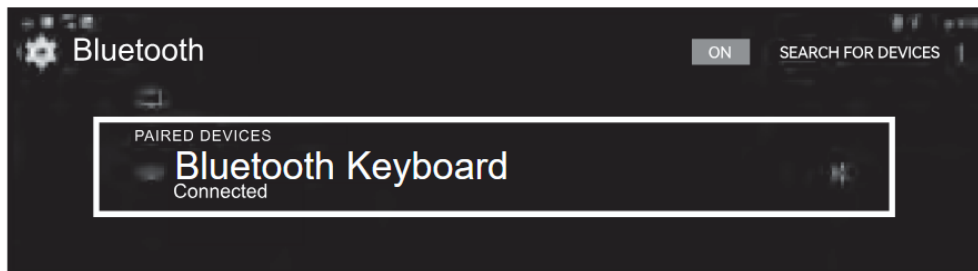 Bluetooth
ON
SEARCH FOR DEVICES
PAIRED DEVICES
Bluetooth Keyboard
Connected